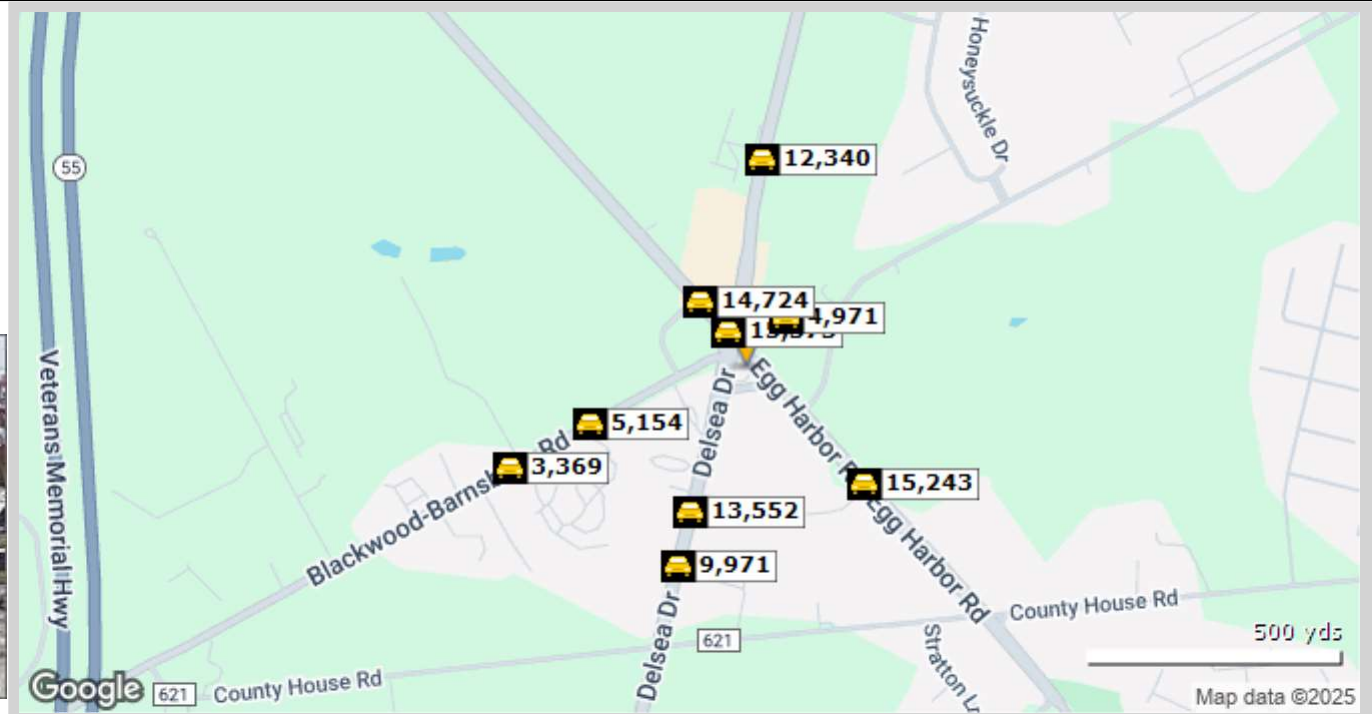 Honeysuckle Dr
12,340
55
14,724
4,971
5,154
3,369
Veterans Memorial Hwy
Delsea Dr
Egg Harbor Rd
15,243
Blackwood-Barnsb Rd
13,552
Egg Harbor Rd
9,971
Delsea Dr
County House Rd
621
500 yds
Stratton Ln
Google
621
County House Rd
Map data ©2025